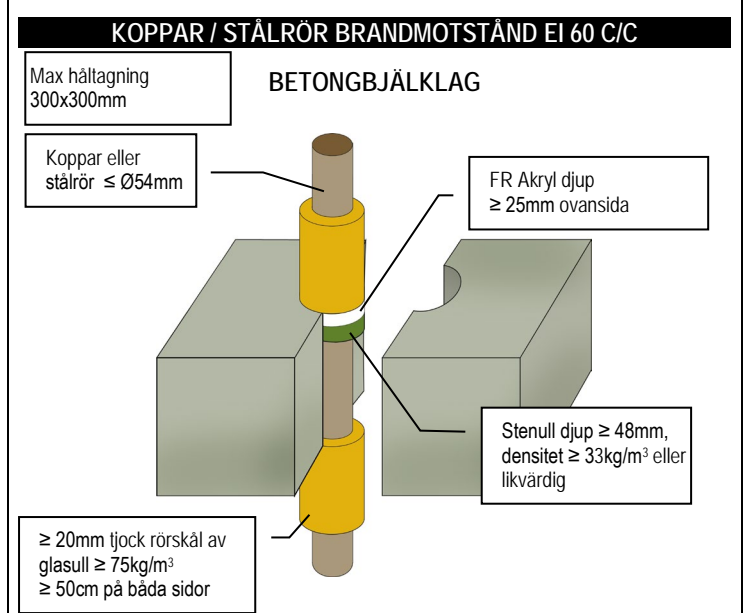 KOPPAR / STÅLRÖR BRANDMOTSTÅND EI 60 C/C
Max håltagning
300x300mm
BETONGBJÄLKLAG
Koppar eller
stålrör ≤ Ø54mm
FR Akryl djup
≥ 25mm ovansida
Stenull djup ≥ 48mm,
densitet ≥ 33kg/m³ eller
likvärdig
≥ 20mm tjock rörskål av
glasull ≥ 75kg/m³
≥ 50cm på båda sidor